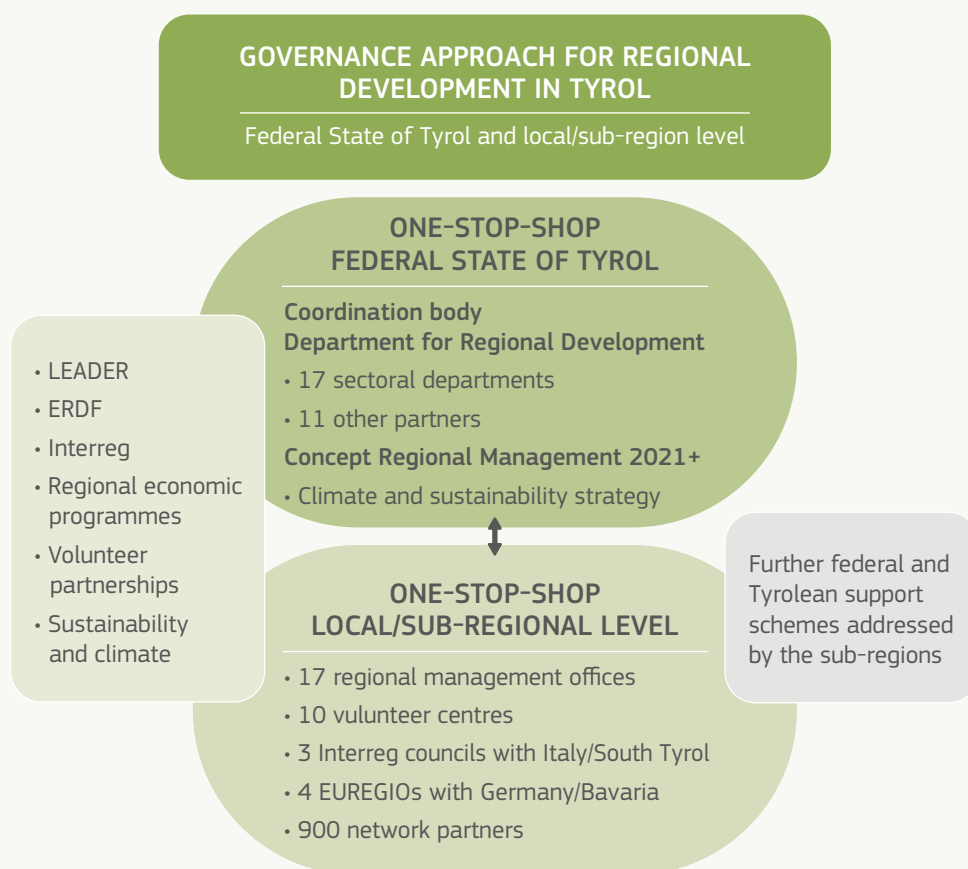 GOVERNANCE APPROACH FOR REGIONAL
DEVELOPMENT IN TYROL
Federal State of Tyrol and local/sub-region level
ONE-STOP-SHOP
FEDERAL STATE OF TYROL
Coordination body
Department for Regional Development
• 17 sectoral departments
• 11 other partners
Concept Regional Management 2021+
• Climate and sustainability strategy
• LEADER
• ERDF
• Interreg
• Regional economic
programmes
• Volunteer
partnerships
• Sustainability
and climate
ONE-STOP-SHOP
LOCAL/SUB-REGIONAL LEVEL
• 17 regional management offices
• 10 vulunteer centres
• 3 Interreg councils with Italy/South Tyrol
• 4 EUREGIOs with Germany/Bavaria
• 900 network partners
Further federal and
Tyrolean support
schemes addressed
by the sub-regions